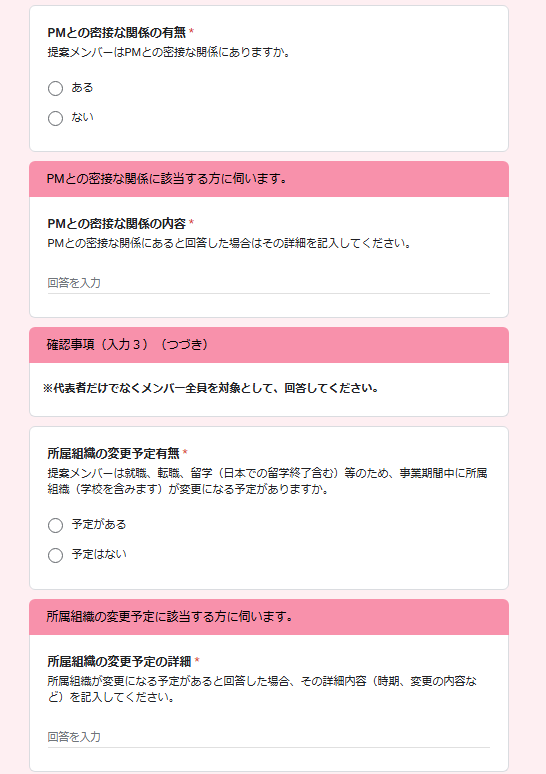 PMとの密接な関係の有無 *
提案メンバーはPMとの密接な関係にありますか。
ある
ない
PMとの密接な関係に該当する方に伺います。
PMとの密接な関係の内容 *
PMとの密接な関係にあると回答した場合はその詳細を記入してください。
回答を入力
確認事項（入力３）（つづき）
※代表者だけでなくメンバー全員を対象として、回答してください。
所属組織の変更予定有無 *
提案メンバーは就職、転職、留学（日本での留学終了含む）等のため、事業期間中に所属
組織（学校を含みます）が変更になる予定がありますか。
予定がある
予定はない
所属組織の変更予定に該当する方に伺います。
所属組織の変更予定の詳細 *
所属組織が変更になる予定があると回答した場合、その詳細内容（時期、変更の内容な
ど）を記入してください。
回答を入力